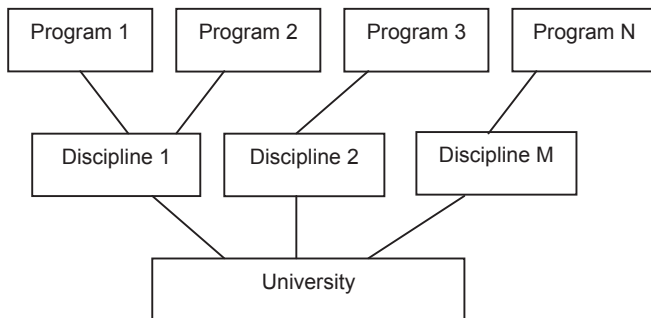 Program 1
Program 2
Program 3
Program N
Discipline 1
Discipline 2
Discipline M
University